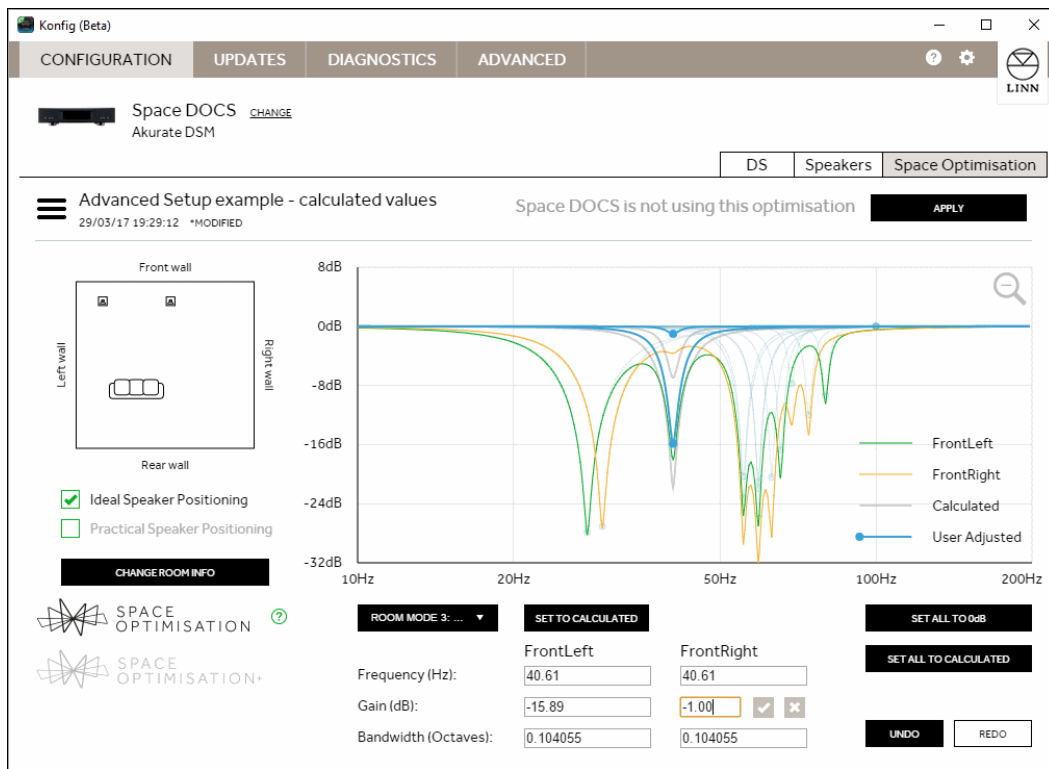 Konfig (Beta)
CONFIGURATION UPDATES DIAGNOSTICS ADVANCED
?
LINN
Space DOCS CHANGE
Akurate DSM
DS Speakers Space Optimisation
Advanced Setup example - calculated values
29/03/17 19:29:12 *MODIFIED
Space DOCS is not using this optimisation
APPLY
Front wall
Left wall
Right wall
Rear wall
Ideal Speaker Positioning
Practical Speaker Positioning
CHANGE ROOM INFO
SPACE
OPTIMISATION
?
SPACE
OPTIMISATION+
8dB
0dB
-8dB
-16dB
-24dB
-32dB
10Hz 20Hz 50Hz 100Hz 200Hz
FrontLeft
FrontRight
Calculated
User Adjusted
ROOM MODE 3: ...
SET TO CALCULATED
SET ALL TO 0dB
SET ALL TO CALCULATED
FrontLeft FrontRight
Frequency (Hz): 40.61 40.61
Gain (dB): -15.89 -1.00
Bandwidth (Octaves): 0.104055 0.104055
UNDO REDO